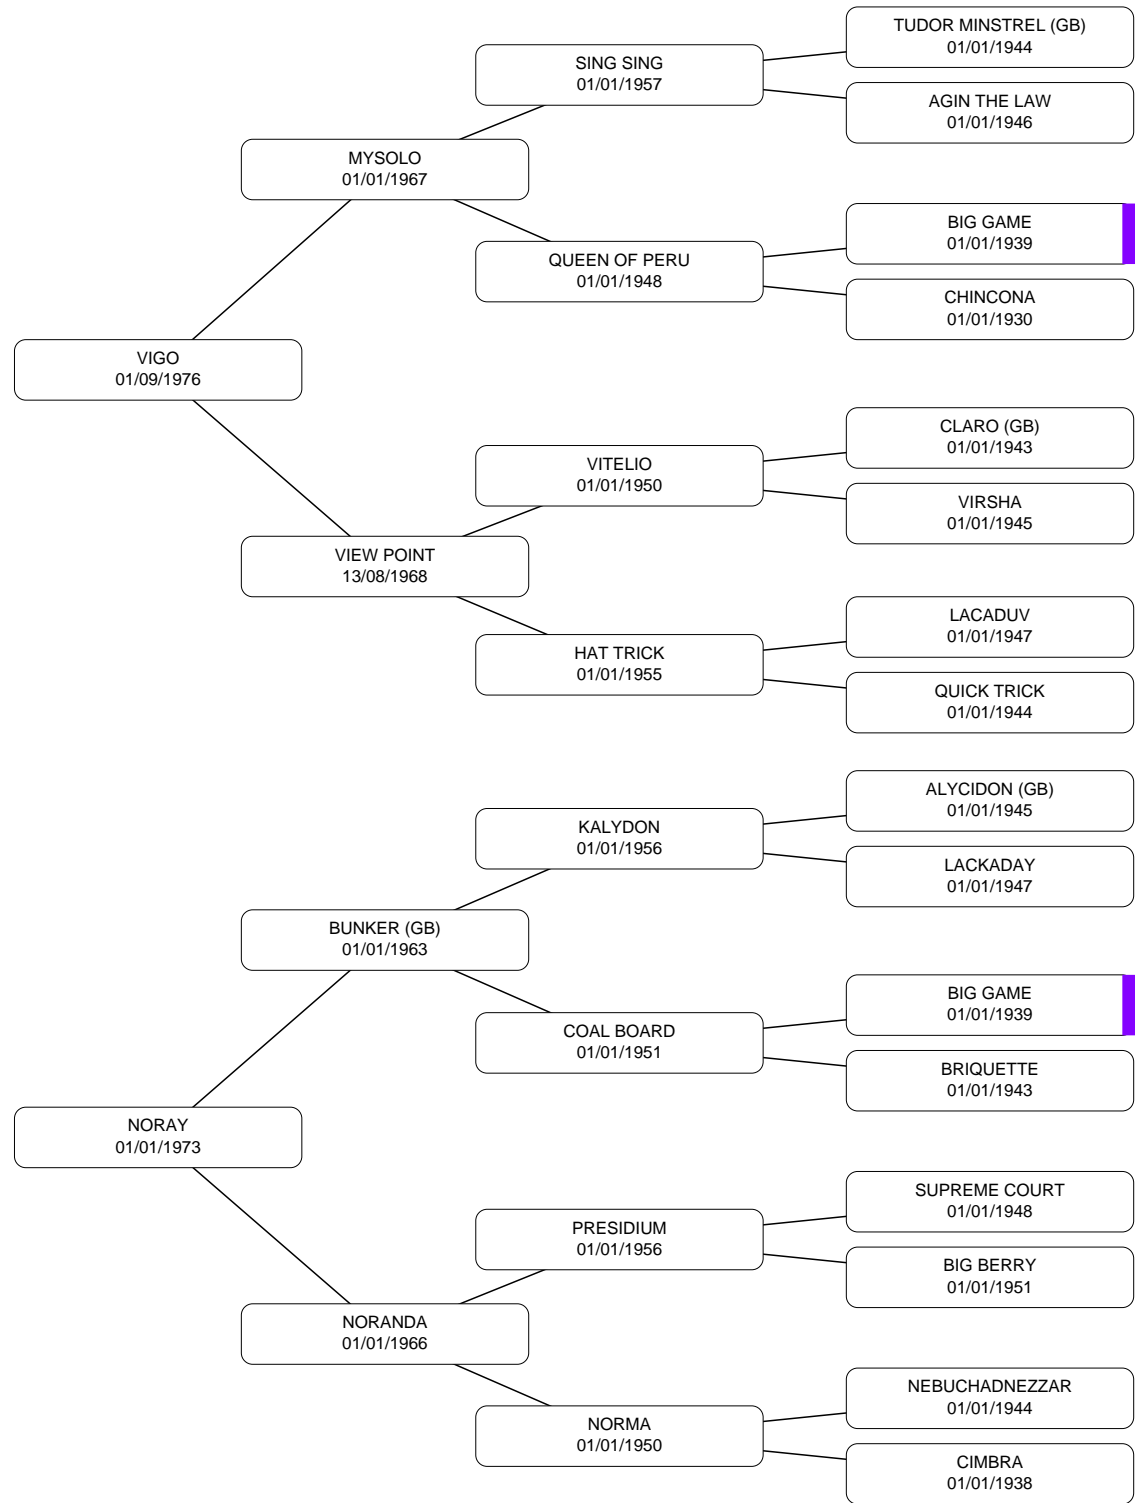 TUDOR MINSTREL (GB)
01/01/1944
SING SING
01/01/1957
AGIN THE LAW
01/01/1946
MYSOLO
01/01/1967
BIG GAME
01/01/1939
QUEEN OF PERU
01/01/1948
CHINCONA
01/01/1930
VIGO
01/09/1976
CLARO (GB)
01/01/1943
VITELIO
01/01/1950
VIRSHA
01/01/1945
VIEW POINT
13/08/1968
LACADUV
01/01/1947
HAT TRICK
01/01/1955
QUICK TRICK
01/01/1944
ALYCIDON (GB)
01/01/1945
KALYDON
01/01/1956
LACKADAY
01/01/1947
BUNKER (GB)
01/01/1963
BIG GAME
01/01/1939
COAL BOARD
01/01/1951
BRIQUETTE
01/01/1943
NORAY
01/01/1973
SUPREME COURT
01/01/1948
PRESIDIUM
01/01/1956
BIG BERRY
01/01/1951
NORANDA
01/01/1966
NEBUCHADNEZZAR
01/01/1944
NORMA
01/01/1950
CIMBRA
01/01/1938